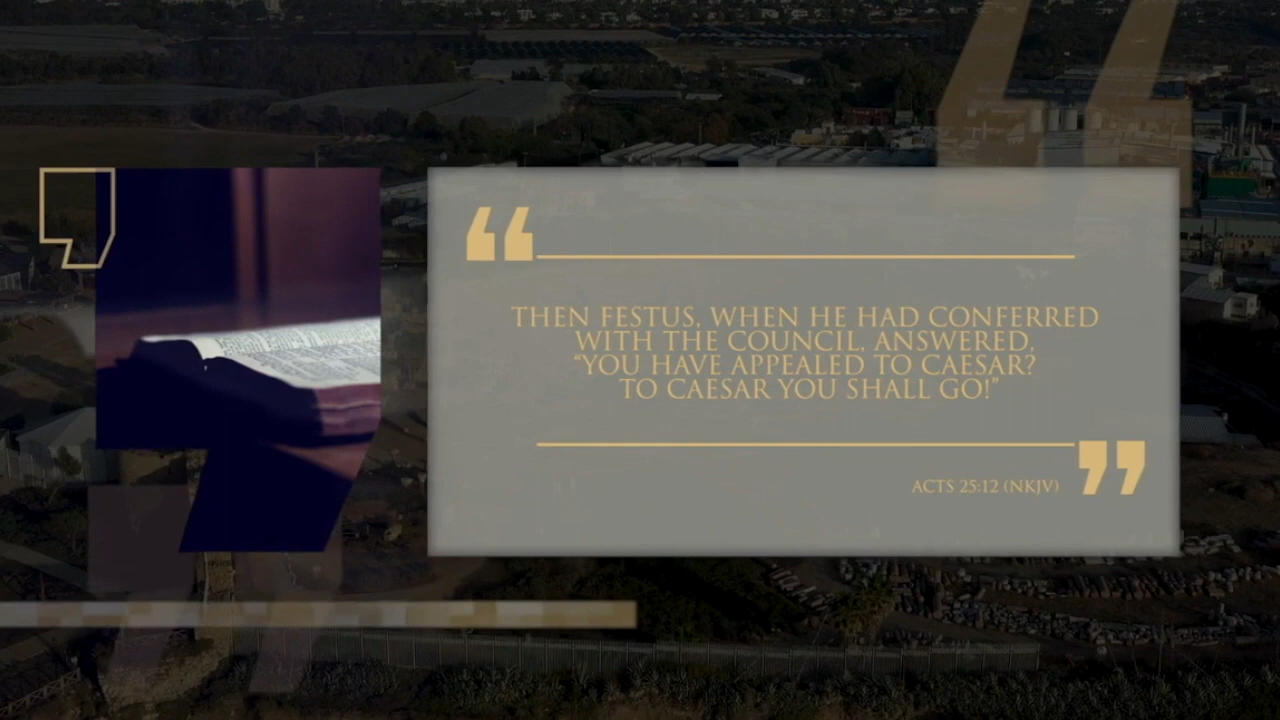 THEN FESTUS, WHEN HE HAD CONFERRED
WITH THE COUNCIL, ANSWERED,
“YOU HAVE APPEALED TO CAESAR?
TO CAESAR YOU SHALL GO!”
ACTS 25:12 (NKJV)